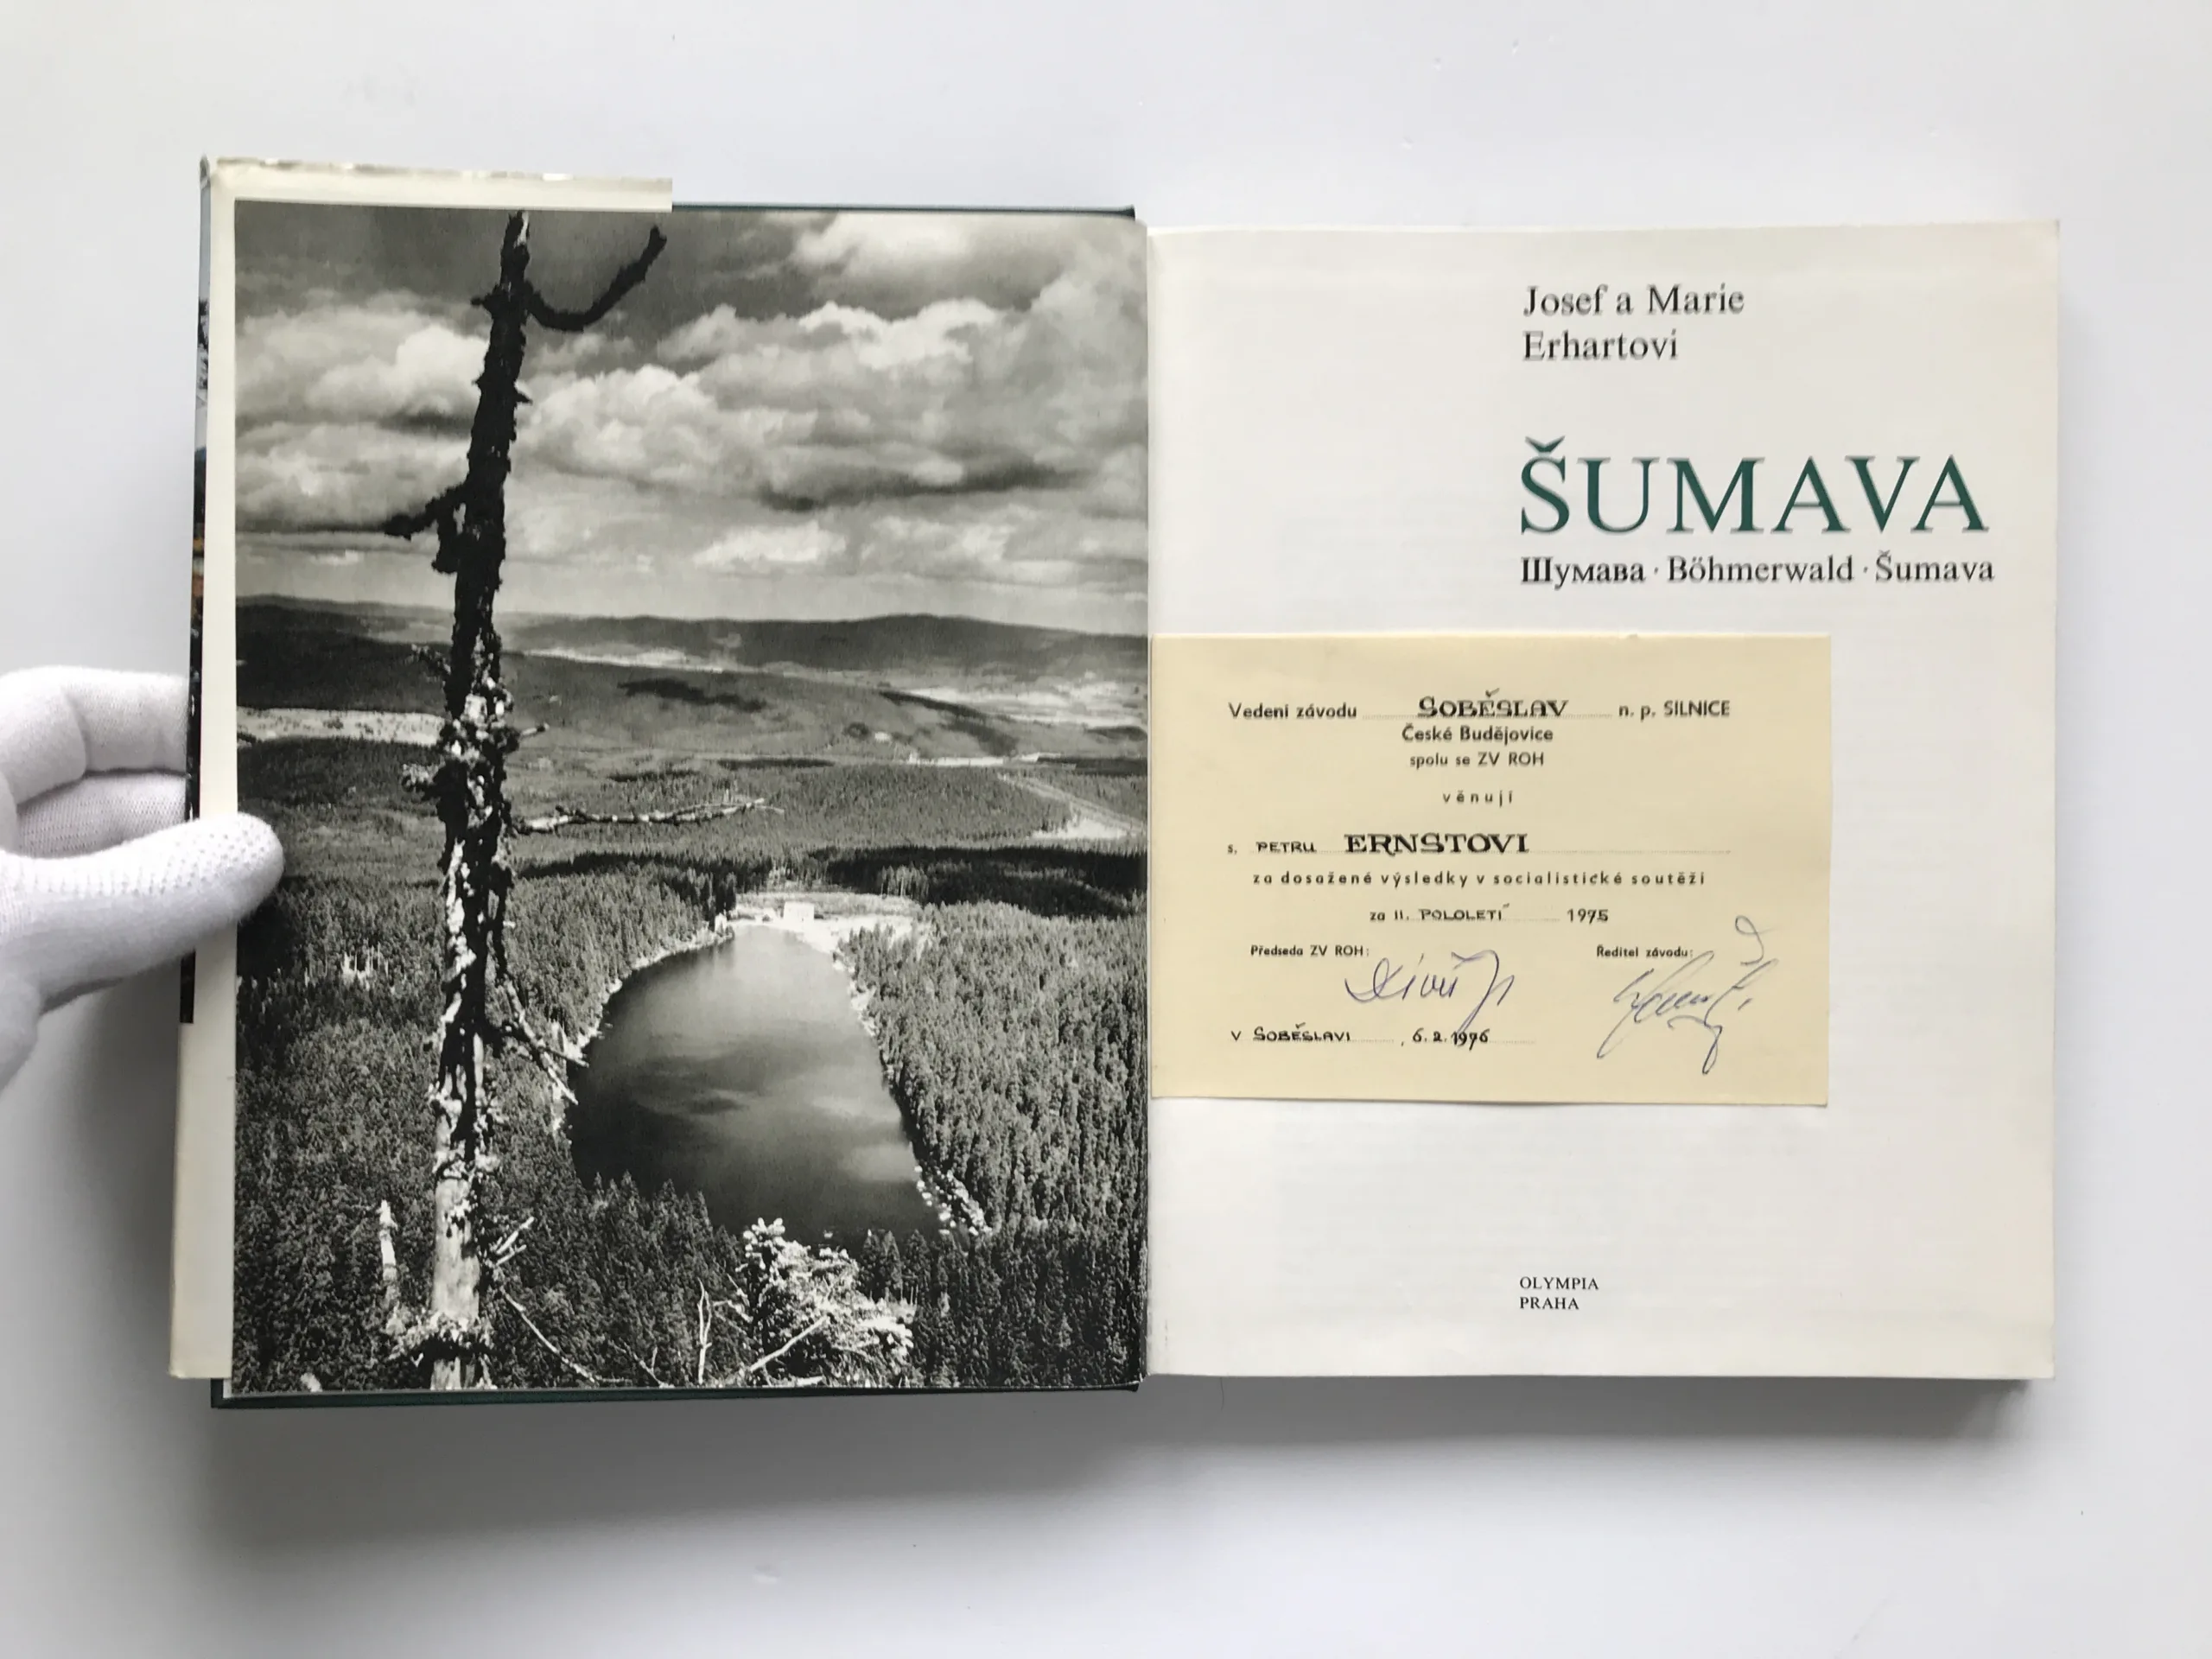 Josef a Marie
Erhartovi
ŠUMAVA
Шумава · Böhmerwald · Šumava
Vedení závodu SOBĚSLAV n. p. SILNICE
České Budějovice
spolu se ZV ROH
věnují
s. PETRU ERNSTOVI
za dosažené výsledky v socialistické soutěži
za II. POLOLETÍ 1975
Předseda ZV ROH: Ředitel závodu:
V SOBĚSLAVI , 6. 2. 1976
OLYMPIA
PRAHA